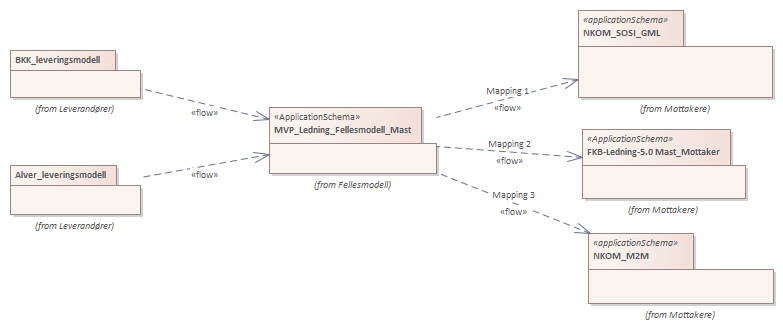 BKK_leveringsmodell
(from Leverandører)
«flow»
Alver_leveringsmodell
(from Leverandører)
«flow»
«ApplicationSchema»
MVP_Ledning_Fellesmodell_Mast
(from Fellesmodell)
Mapping 1
«flow»
Mapping 2
«flow»
Mapping 3
«flow»
«applicationSchema»
NKOM_SOSI_GML
(from Mottakere)
«ApplicationSchema»
FKB-Ledning-5.0 Mast_Mottaker
(from Mottakere)
«applicationSchema»
NKOM_M2M
(from Mottakere)